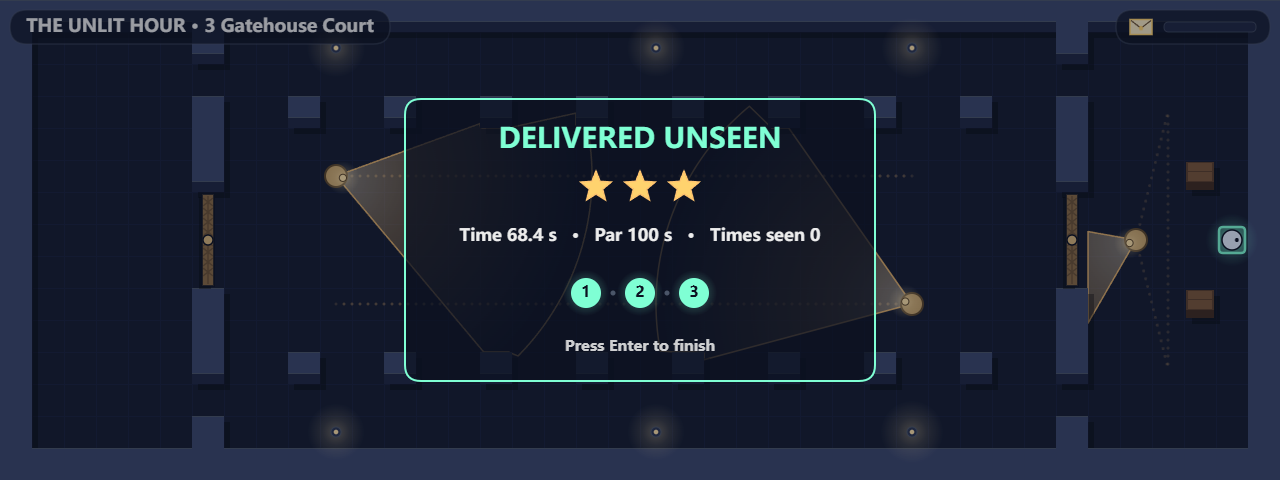 THE UNLIT HOUR • 3 Gatehouse Court
DELIVERED UNSEEN
Time 68.4 s • Par 100 s • Times seen 0
1 • 2 • 3
Press Enter to finish